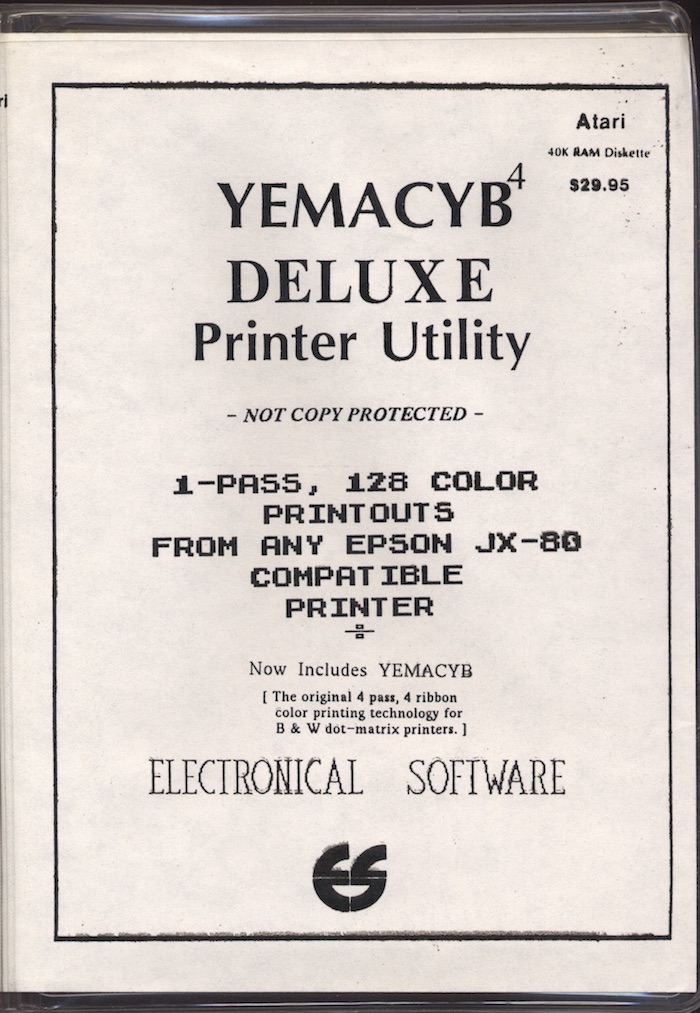 ri
Atari
40K RAM Diskette
$29.95
YEMACYB4
DELUXE
Printer Utility
- NOT COPY PROTECTED -
1-PASS, 128 COLOR
PRINTOUTS
FROM ANY EPSON JX-80
COMPATIBLE
PRINTER
÷
Now Includes YEMACYB
[ The original 4 pass, 4 ribbon
color printing technology for
B & W dot-matrix printers. ]
ELECTRONICAL SOFTWARE
ES